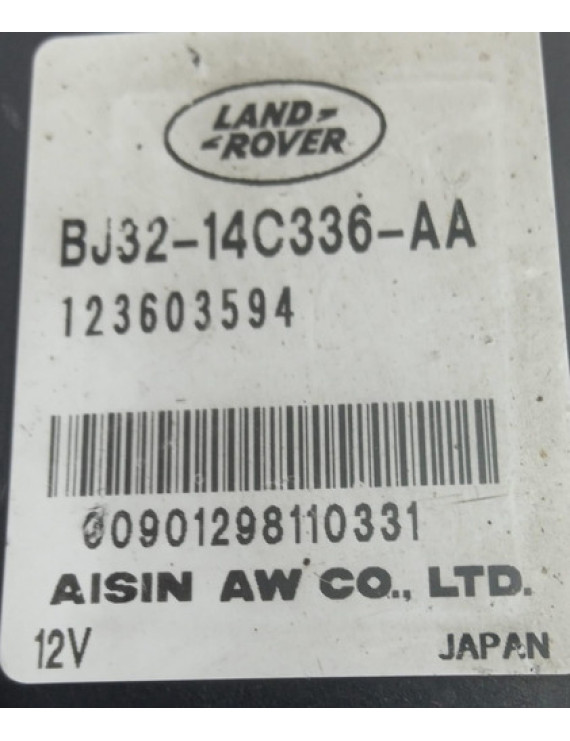 LAND-
-ROVER
BJ32-14C336-AA
123603594
00901298110331
AISIN AW CO., LTD.
12V JAPAN